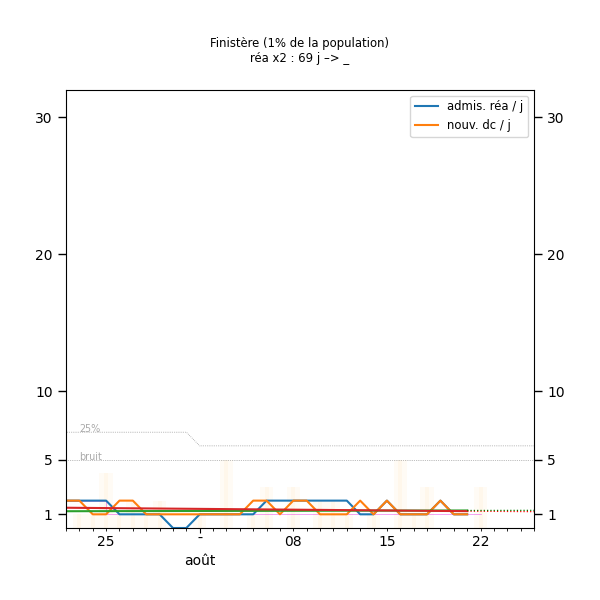 Finistère (1% de la population)
réa x2 : 69 j –> _
admis. réa / j
nouv. dc / j
30 30
20 20
10 10
25%
bruit
5 5
1 1
25 - 08 15 22
août